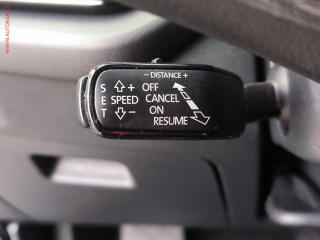 − DISTANCE +
S + OFF
E SPEED CANCEL
T − ON
RESUME